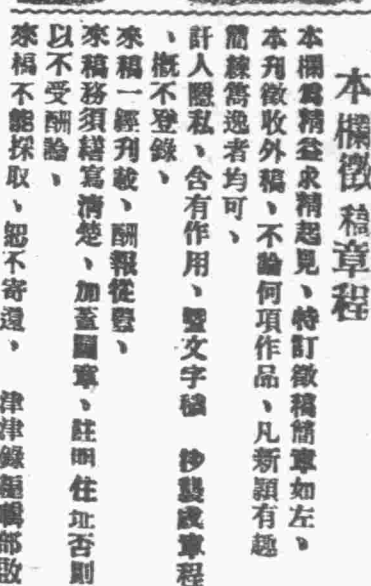 本欄徵稿章程
本欄爲精益求精起見、特訂徵稿簡章如左、
本刊徵收外稿、不論何項作品、凡新穎有趣
簡練雋逸者均可、
訐人隱私、含有作用、暨文字穢 抄襲成章程
、槪不登錄、
來稿一經刊載、酬報從豐、
來稿務須繕寫清楚、加蓋圖章、註明住址否則
以不受酬論、
來稿不能採取、恕不寄還、 津津錄編輯部啟